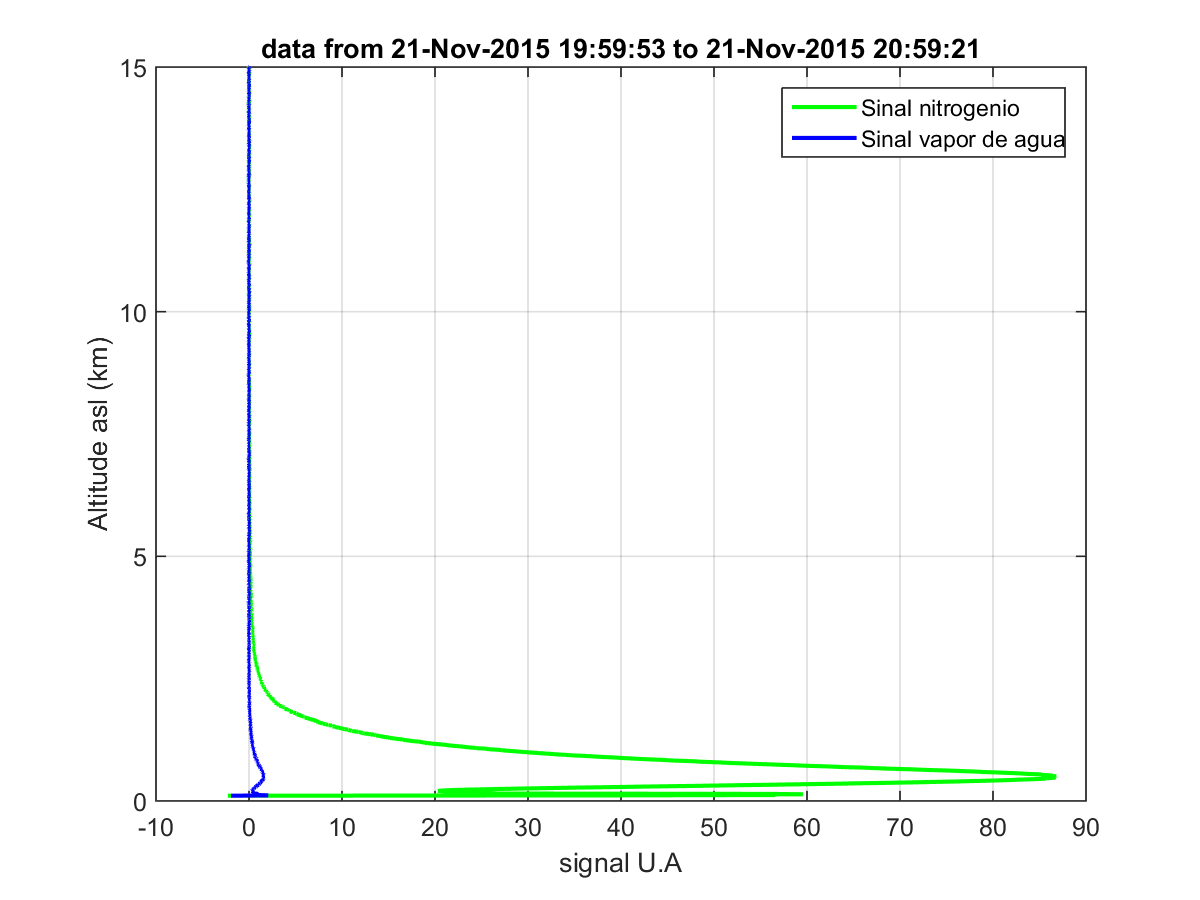 data from 21-Nov-2015 19:59:53 to 21-Nov-2015 20:59:21
Sinal nitrogenio
Sinal vapor de agua
15
10
5
0
Altitude asl (km)
-10 0 10 20 30 40 50 60 70 80 90
signal U.A